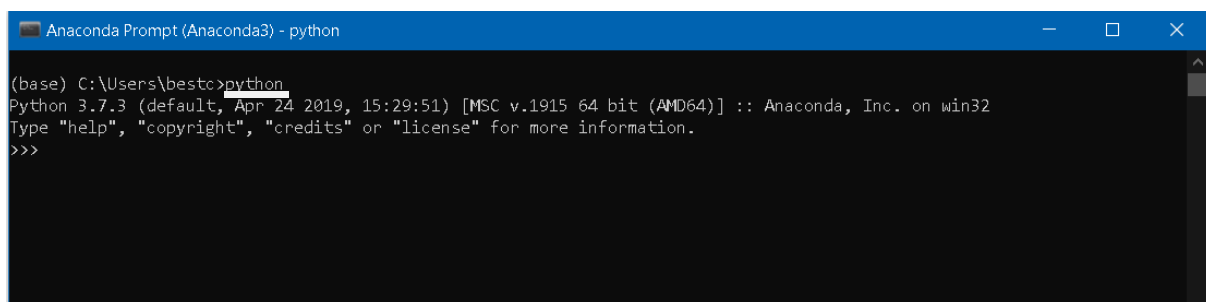 Anaconda Prompt (Anaconda3) - python
(base) C:\Users\bestc>python
Python 3.7.3 (default, Apr 24 2019, 15:29:51) [MSC v.1915 64 bit (AMD64)] :: Anaconda, Inc. on win32
Type "help", "copyright", "credits" or "license" for more information.
>>>